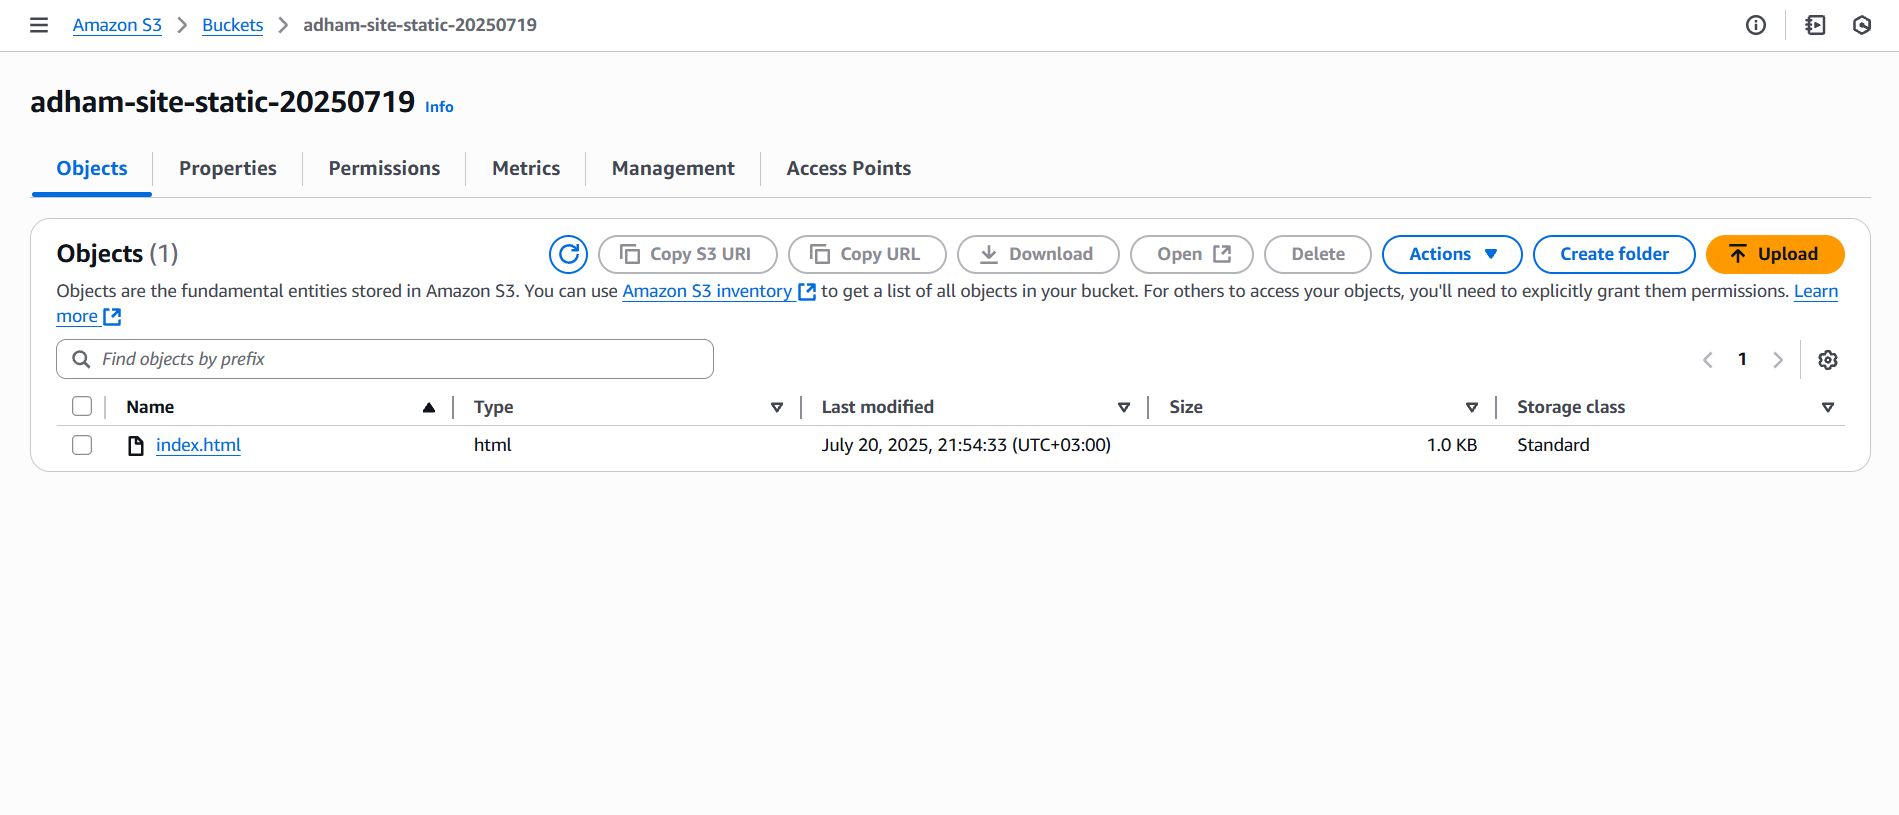 Amazon S3 > Buckets > adham-site-static-20250719
adham-site-static-20250719 Info
Objects Properties Permissions Metrics Management Access Points
Objects (1) Copy S3 URI Copy URL Download Open Delete Actions Create folder Upload
Objects are the fundamental entities stored in Amazon S3. You can use Amazon S3 inventory to get a list of all objects in your bucket. For others to access your objects, you'll need to explicitly grant them permissions. Learn
more
Find objects by prefix 1
Name Type Last modified Size Storage class
index.html html July 20, 2025, 21:54:33 (UTC+03:00) 1.0 KB Standard